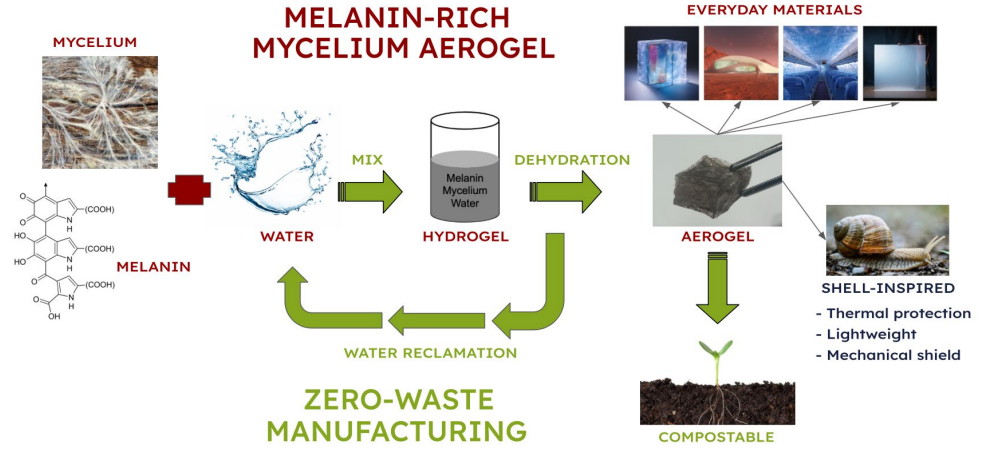 MELANIN-RICH
MYCELIUM AEROGEL
EVERYDAY MATERIALS
MYCELIUM
MIX
DEHYDRATION
Melanin
Mycelium
Water
O
O
N
H
(COOH)
HO
HO
N
H
(COOH)
O
N
H
(COOH)
O
OH
MELANIN
WATER
HYDROGEL
AEROGEL
SHELL-INSPIRED
- Thermal protection
- Lightweight
- Mechanical shield
WATER RECLAMATION
ZERO-WASTE
MANUFACTURING
COMPOSTABLE